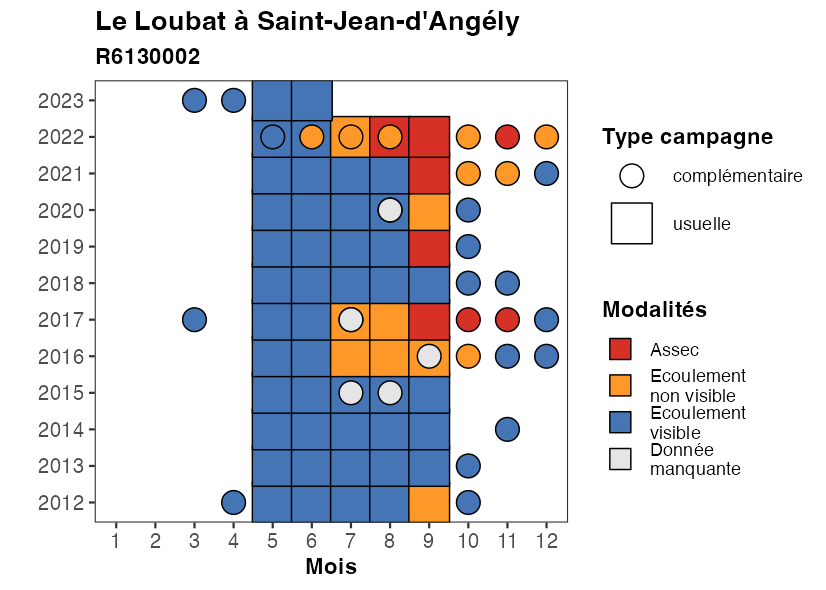 Le Loubat à Saint-Jean-d'Angély
R6130002
2023
2022
2021
2020
2019
2018
2017
2016
2015
2014
2013
2012
1 2 3 4 5 6 7 8 9 10 11 12
Mois
Type campagne
complémentaire
usuelle
Modalités
Assec
Ecoulement
non visible
Ecoulement
visible
Donnée
manquante